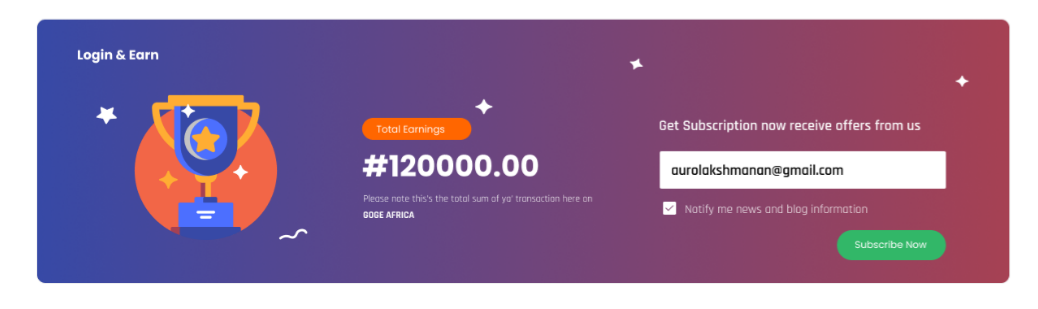 Login & Earn
Total Earnings
#120000.00
Please note this's the total sum of ya' transaction here on
GOGE AFRICA
Get Subscription now receive offers from us
aurolakshmanan@gmail.com
Notify me news and blog information
Subscribe Now